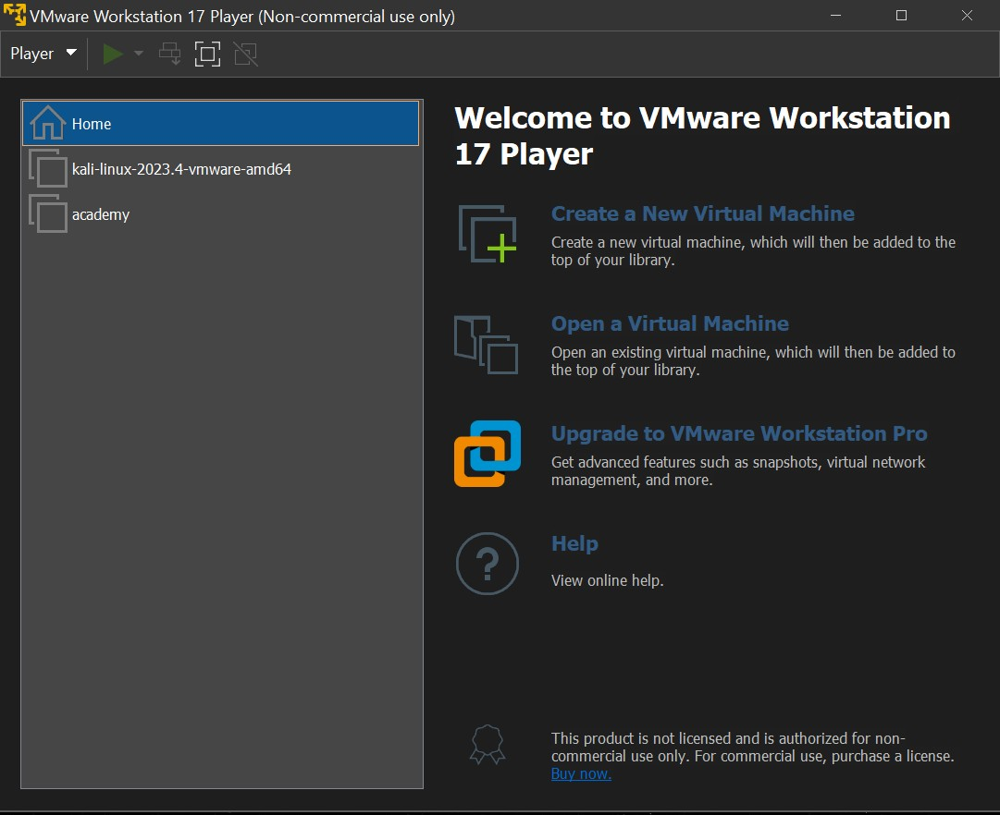 VMware Workstation 17 Player (Non-commercial use only)
Player
Home
kali-linux-2023.4-vmware-amd64
academy
Welcome to VMware Workstation
17 Player
Create a New Virtual Machine
Create a new virtual machine, which will then be added to the
top of your library.
Open a Virtual Machine
Open an existing virtual machine, which will then be added to
the top of your library.
Upgrade to VMware Workstation Pro
Get advanced features such as snapshots, virtual network
management, and more.
?
Help
View online help.
This product is not licensed and is authorized for non-
commercial use only. For commercial use, purchase a license.
Buy now.